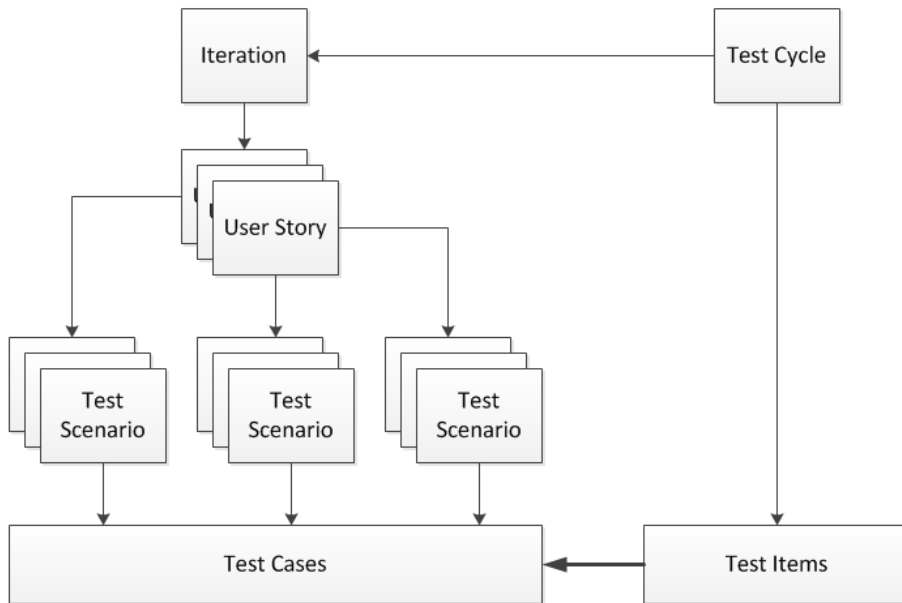 Iteration
Test Cycle
User Story
Test
Scenario
Test
Scenario
Test
Scenario
Test Cases
Test Items